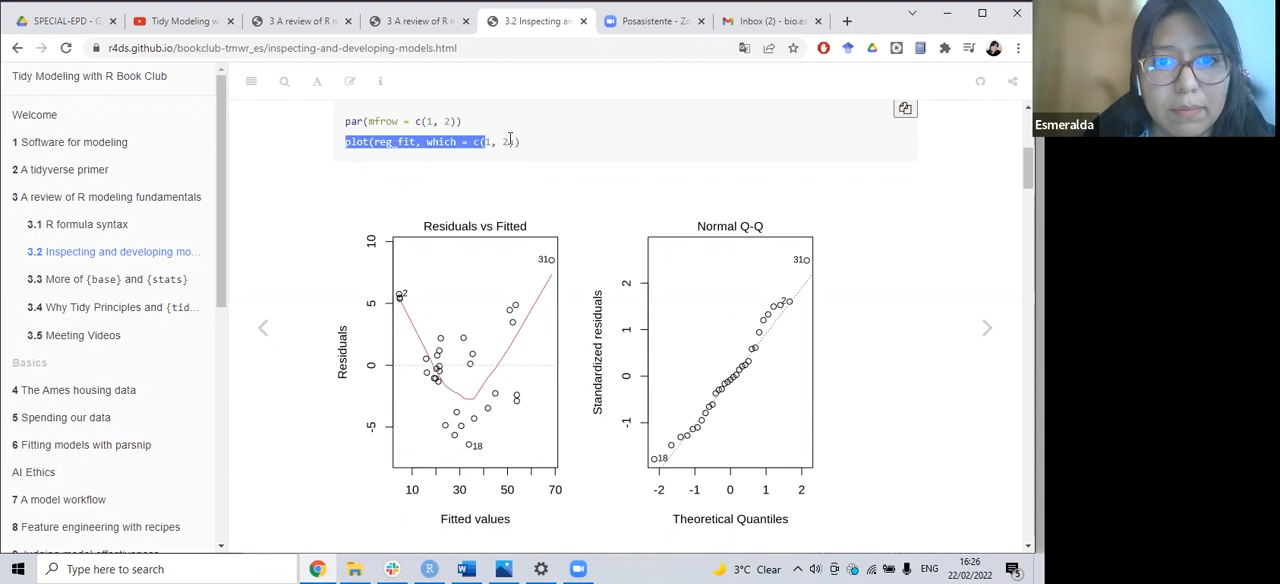 SPECIAL-EPD - G
Tidy Modeling w
3 A review of R m
3 A review of R m
3.2 Inspecting an
Posasistente - Zo
Inbox (2) - bio.es
r4ds.github.io/bookclub-tmwr_es/inspecting-and-developing-models.html
Tidy Modeling with R Book Club
Welcome
1 Software for modeling
2 A tidyverse primer
3 A review of R modeling fundamentals
3.1 R formula syntax
3.2 Inspecting and developing mo…
3.3 More of {base} and {stats}
3.4 Why Tidy Principles and {tid…
3.5 Meeting Videos
Basics
4 The Ames housing data
5 Spending our data
6 Fitting models with parsnip
AI Ethics
7 A model workflow
8 Feature engineering with recipes
9 Judging model effectiveness
par(mfrow = c(1, 2))
plot(reg_fit, which = c(1, 2))
Residuals vs Fitted
Residuals
10
5
0
-5
31
2
18
10 30 50 70
Fitted values
Normal Q-Q
Standardized residuals
2
1
0
-1
31
2
18
-2 -1 0 1 2
Theoretical Quantiles
Esmeralda
Type here to search
3°C Clear
ENG
16:26
22/02/2022
5